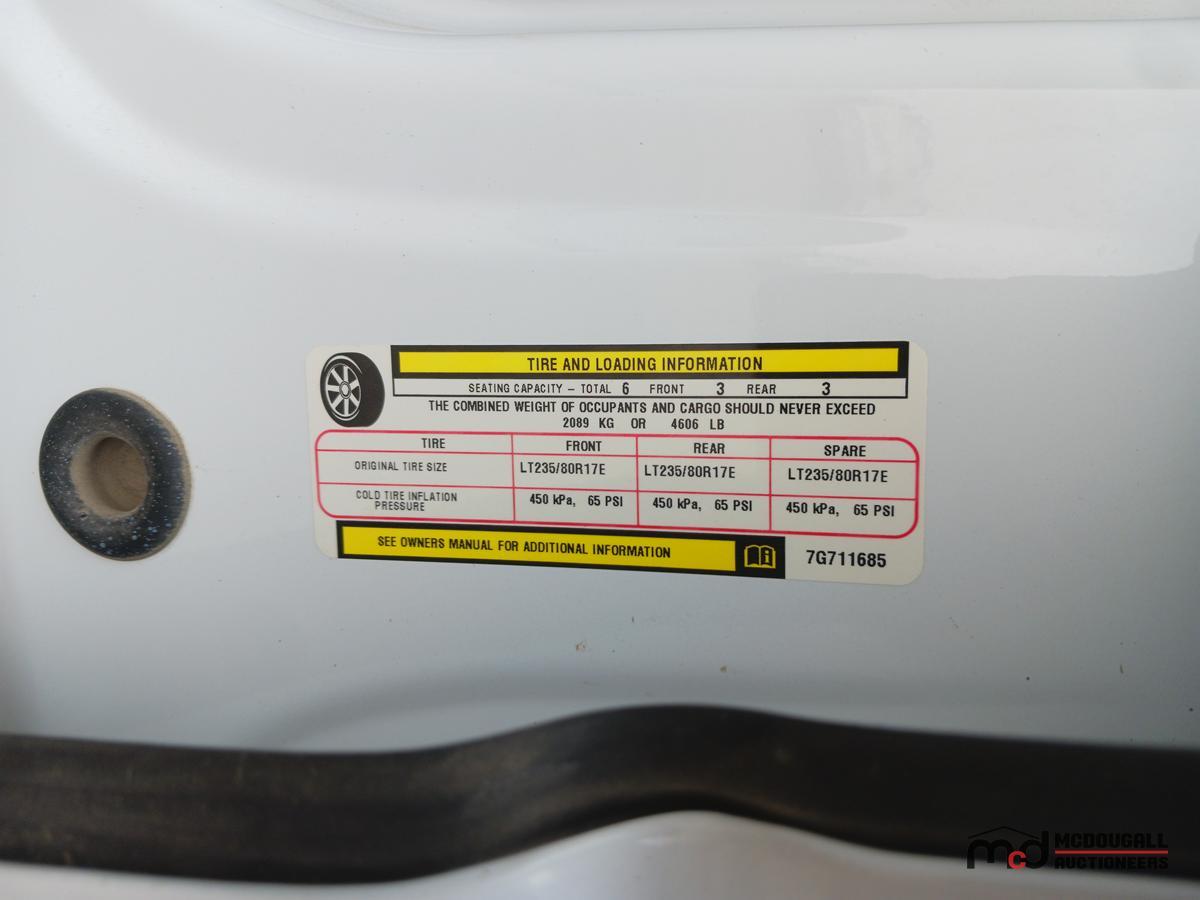 TIRE AND LOADING INFORMATION
SEATING CAPACITY – TOTAL 6 FRONT 3 REAR 3
THE COMBINED WEIGHT OF OCCUPANTS AND CARGO SHOULD NEVER EXCEED
2089 KG OR 4606 LB
TIRE FRONT REAR SPARE
ORIGINAL TIRE SIZE LT235/80R17E LT235/80R17E LT235/80R17E
COLD TIRE INFLATION PRESSURE 450 kPa, 65 PSI 450 kPa, 65 PSI 450 kPa, 65 PSI
SEE OWNERS MANUAL FOR ADDITIONAL INFORMATION
7G711685
mcd MCDOUGALL
AUCTIONEERS